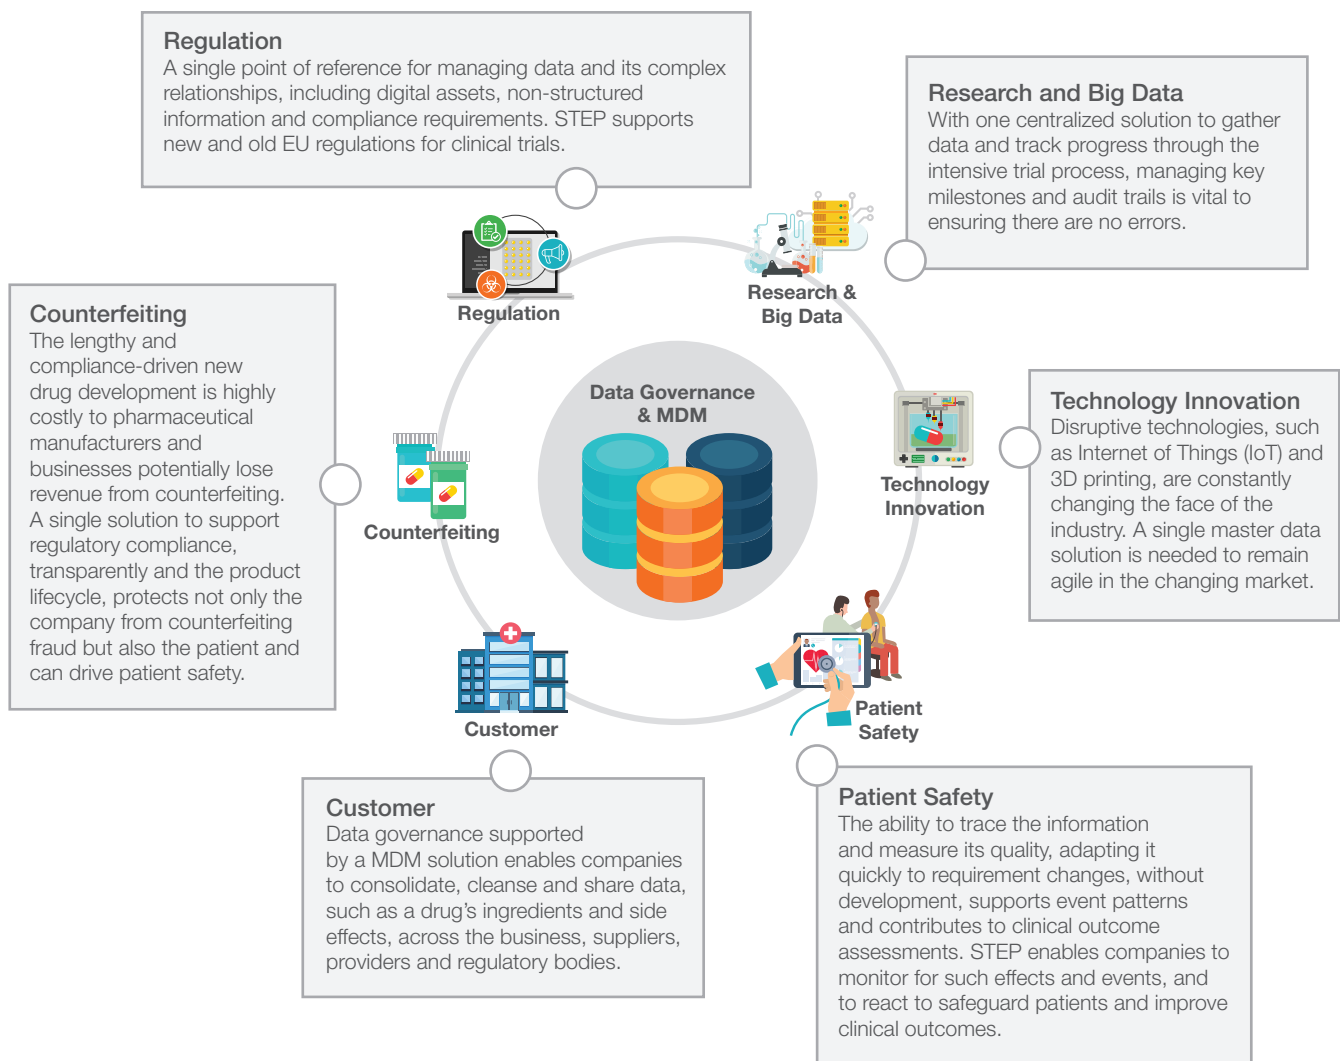 Regulation
A single point of reference for managing data and its complex
relationships, including digital assets, non-structured
information and compliance requirements. STEP supports
new and old EU regulations for clinical trials.
Research and Big Data
With one centralized solution to gather
data and track progress through the
intensive trial process, managing key
milestones and audit trails is vital to
ensuring there are no errors.
Regulation
Research &
Big Data
Counterfeiting
The lengthy and
compliance-driven new
drug development is highly
costly to pharmaceutical
manufacturers and
businesses potentially lose
revenue from counterfeiting.
A single solution to support
regulatory compliance,
transparently and the product
lifecycle, protects not only the
company from counterfeiting
fraud but also the patient and
can drive patient safety.
Data Governance
& MDM
Technology Innovation
Disruptive technologies, such
as Internet of Things (IoT) and
3D printing, are constantly
changing the face of the
industry. A single master data
solution is needed to remain
agile in the changing market.
Technology
Innovation
Counterfeiting
Customer
Patient
Safety
Customer
Data governance supported
by a MDM solution enables companies
to consolidate, cleanse and share data,
such as a drug’s ingredients and side
effects, across the business, suppliers,
providers and regulatory bodies.
Patient Safety
The ability to trace the information
and measure its quality, adapting it
quickly to requirement changes, without
development, supports event patterns
and contributes to clinical outcome
assessments. STEP enables companies to
monitor for such effects and events, and
to react to safeguard patients and improve
clinical outcomes.